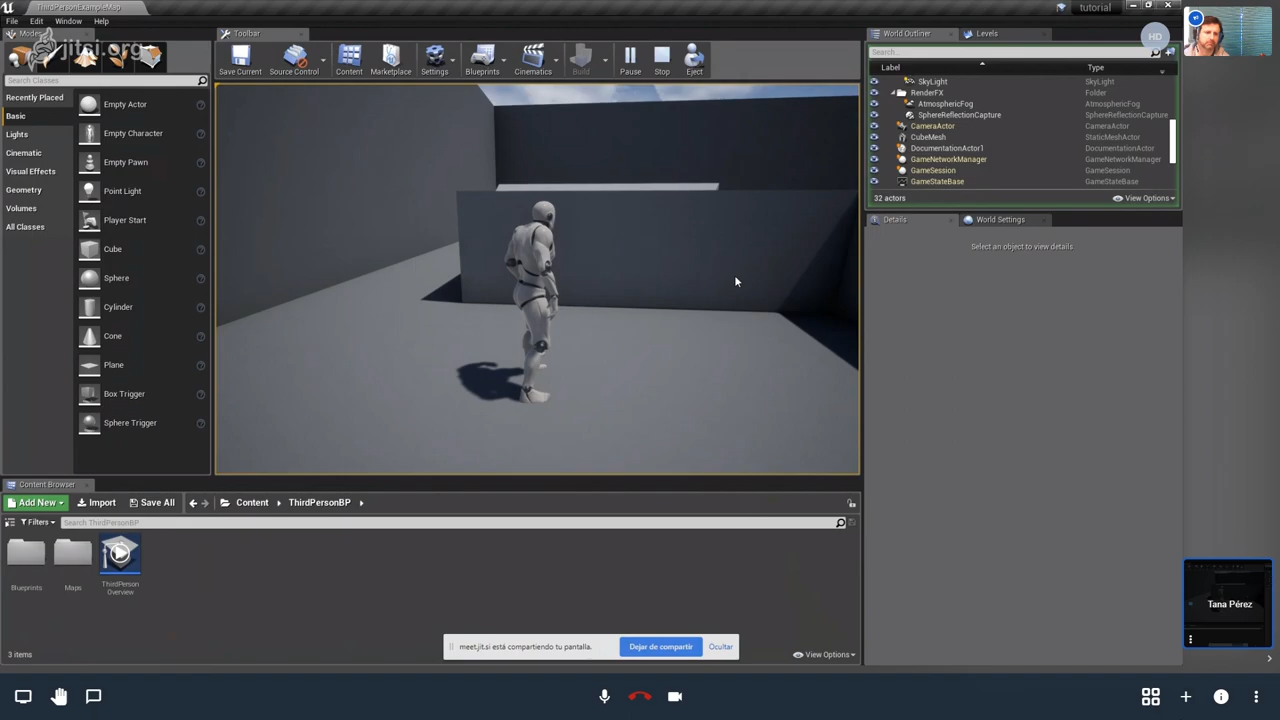 ThirdPersonExampleMap
tutorial
File Edit Window Help
Modes
jitsi.org
Search Classes
Recently Placed
Basic
Lights
Cinematic
Visual Effects
Geometry
Volumes
All Classes
Empty Actor
Empty Character
Empty Pawn
Point Light
Player Start
Cube
Sphere
Cylinder
Cone
Plane
Box Trigger
Sphere Trigger
Toolbar
Save Current
Source Control
Content
Marketplace
Settings
Blueprints
Cinematics
Build
Pause
Stop
Eject
World Outliner
Levels
HD
Search...
Label Type
SkyLight SkyLight
RenderFX Folder
AtmosphericFog AtmosphericFog
SphereReflectionCapture SphereReflectionCapture
CameraActor CameraActor
CubeMesh StaticMeshActor
DocumentationActor1 DocumentationActor
GameNetworkManager GameNetworkManager
GameSession GameSession
GameStateBase GameStateBase
32 actors View Options
Details
World Settings
Select an object to view details.
Content Browser
Add New Import Save All Content ThirdPersonBP
Filters Search ThirdPersonBP
Blueprints
Maps
ThirdPerson
Overview
3 items
View Options
meet.jit.si está compartiendo tu pantalla. Dejar de compartir Ocultar
Tana Pérez